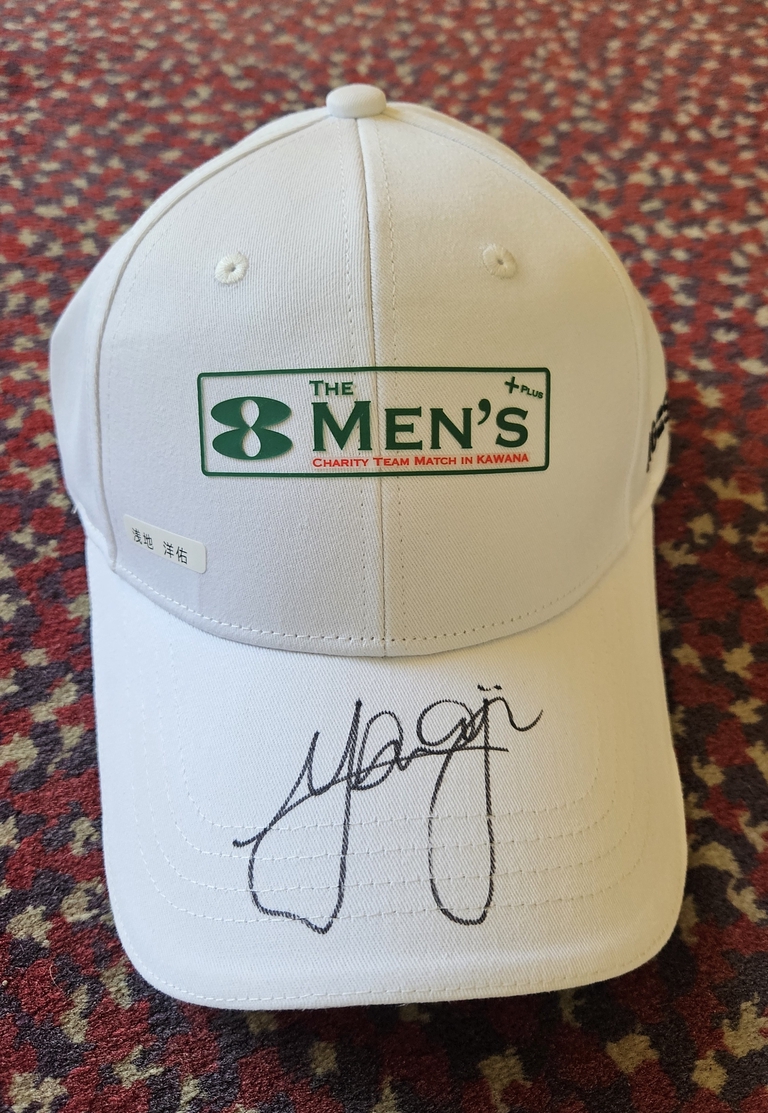 THE
+PLUS
MEN'S
CHARITY TEAM MATCH IN KAWANA
浅地 洋佑